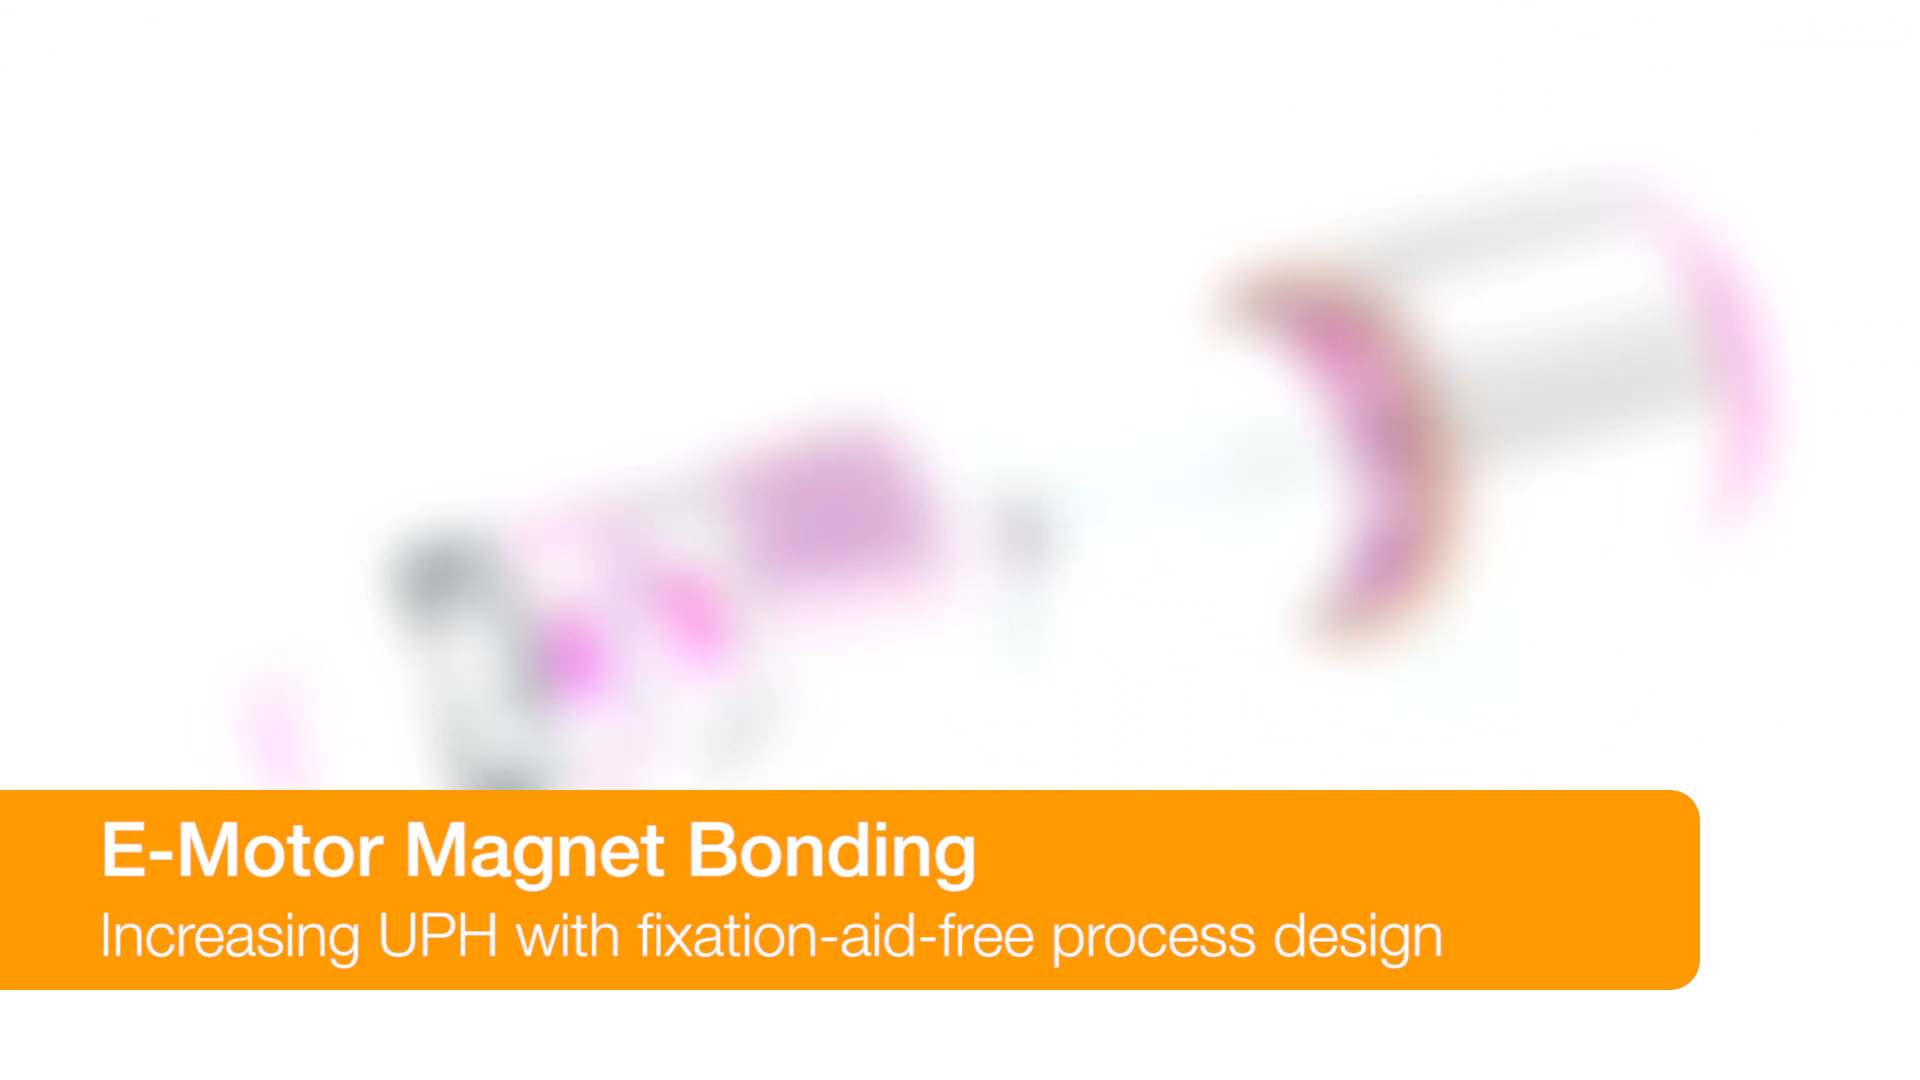 E-Motor Magnet Bonding
Increasing UPH with fixation-aid-free process design